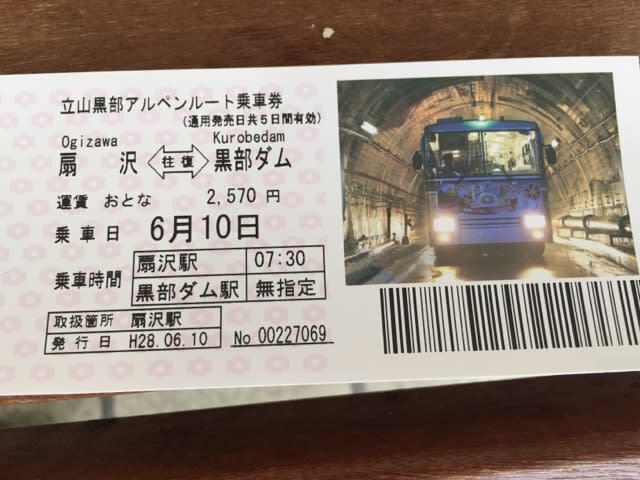 立山黒部アルペンルート乗車券
(通用発売日共5日間有効)
Ogizawa Kurobedam
扇 沢 往復 黒部ダム
運賃 おとな 2,570 円
乗車日 6月10日
乗車時間 扇沢駅 07:30
黒部ダム駅 無指定
取扱箇所 扇沢駅
発行日 H28.06.10 No 00227069